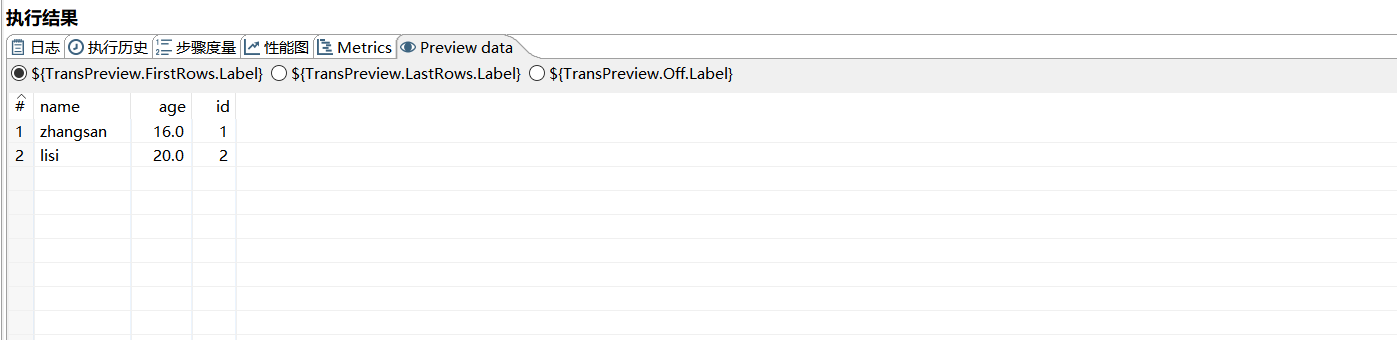 执行结果
日志 执行历史 步骤度量 性能图 Metrics Preview data
${TransPreview.FirstRows.Label} ${TransPreview.LastRows.Label} ${TransPreview.Off.Label}
# name age id
1 zhangsan 16.0 1
2 lisi 20.0 2